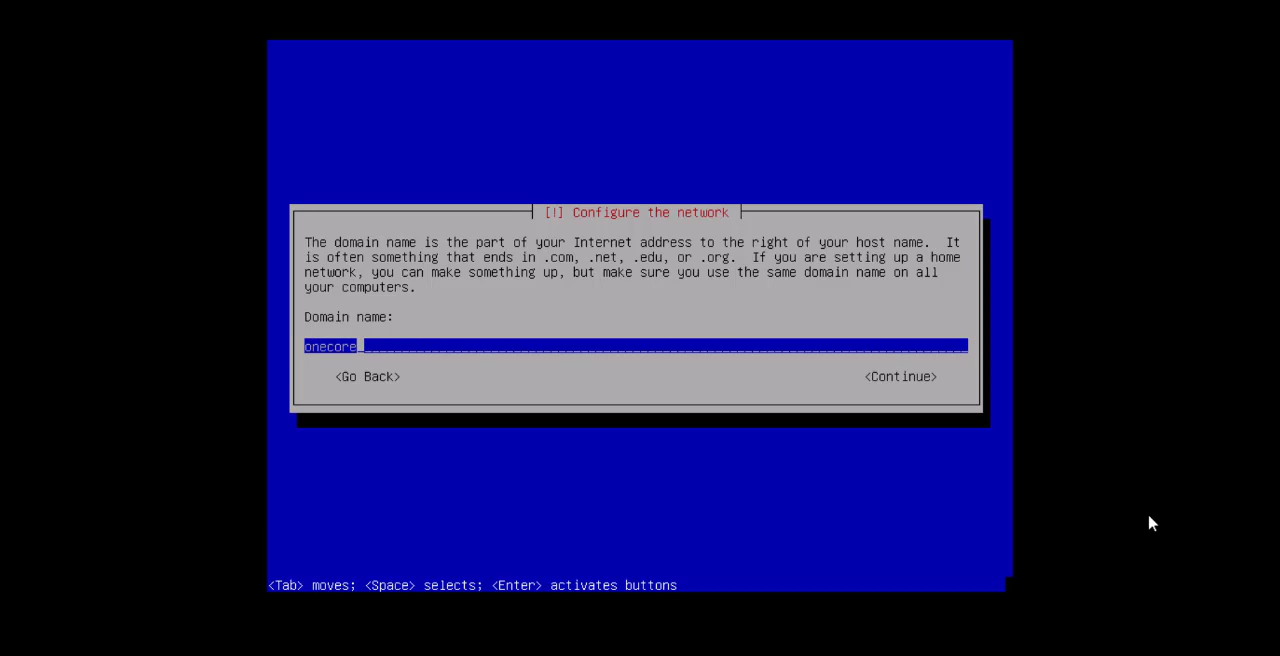 [!] Configure the network
The domain name is the part of your Internet address to the right of your host name.  It
is often something that ends in .com, .net, .edu, or .org.  If you are setting up a home
network, you can make something up, but make sure you use the same domain name on all
your computers.
Domain name:
onecore
<Go Back> <Continue>
<Tab> moves; <Space> selects; <Enter> activates buttons